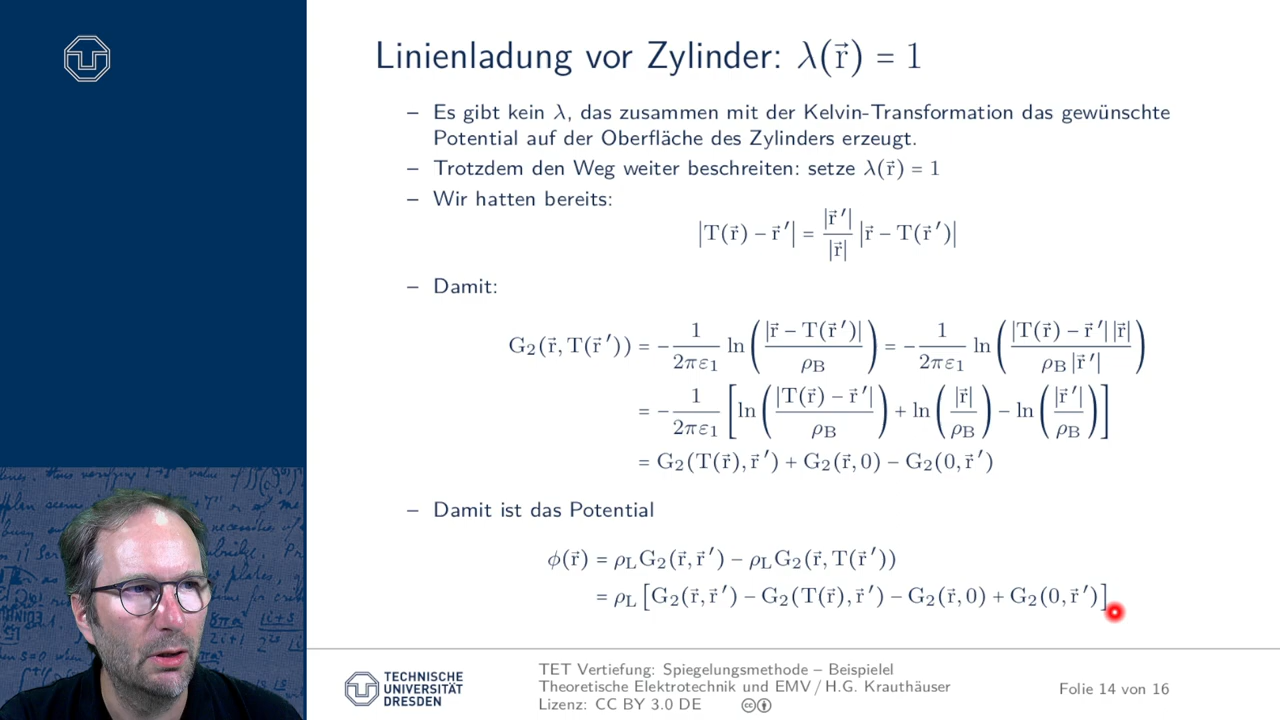 Linienladung vor Zylinder: λ(r⃗) = 1
– Es gibt kein λ, das zusammen mit der Kelvin-Transformation das gewünschte
Potential auf der Oberfläche des Zylinders erzeugt.
– Trotzdem den Weg weiter beschreiten: setze λ(r⃗) = 1
– Wir hatten bereits:
|T(r⃗) – r⃗ ′| = |r⃗ ′| / |r⃗| |r⃗ – T(r⃗ ′)|
– Damit:
G₂(r⃗, T(r⃗ ′)) = – 1/(2πε₁) ln (|r⃗ – T(r⃗ ′)| / ρ_B) = – 1/(2πε₁) ln (|T(r⃗) – r⃗ ′| |r⃗| / (ρ_B |r⃗ ′|))
= – 1/(2πε₁) [ln (|T(r⃗) – r⃗ ′| / ρ_B) + ln (|r⃗| / ρ_B) – ln (|r⃗ ′| / ρ_B)]
= G₂(T(r⃗), r⃗ ′) + G₂(r⃗, 0) – G₂(0, r⃗ ′)
– Damit ist das Potential
ϕ(r⃗) = ρ_L G₂(r⃗, r⃗ ′) – ρ_L G₂(r⃗, T(r⃗ ′))
= ρ_L [G₂(r⃗, r⃗ ′) – G₂(T(r⃗), r⃗ ′) – G₂(r⃗, 0) + G₂(0, r⃗ ′)]
TECHNISCHE
UNIVERSITÄT
DRESDEN
TET Vertiefung: Spiegelungsmethode – Beispielel
Theoretische Elektrotechnik und EMV / H.G. Krauthäuser
Lizenz: CC BY 3.0 DE
Folie 14 von 16